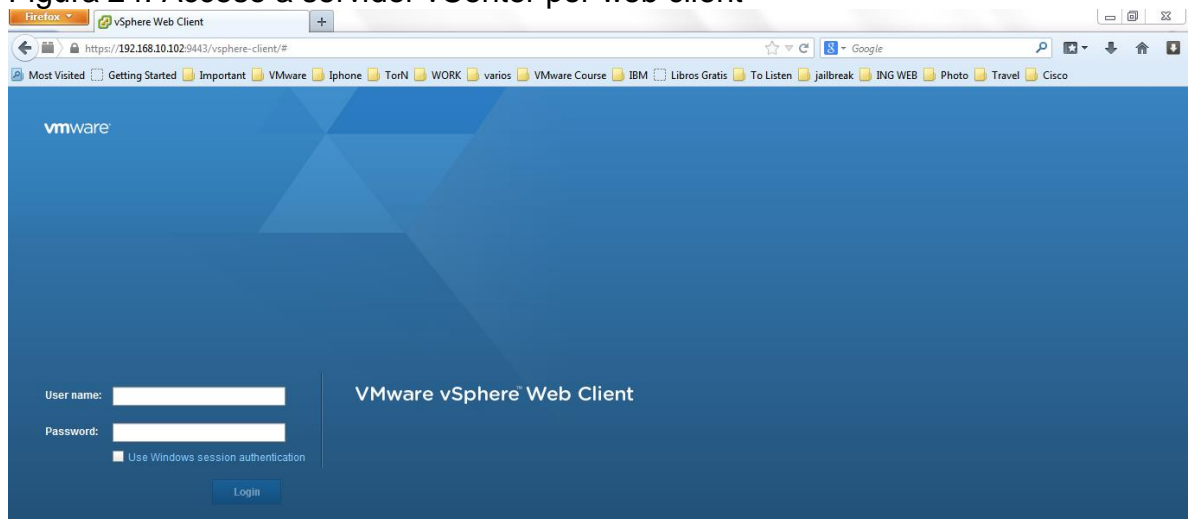 Figura 24. Acceso a servidor VCenter por web client
Firefox
vSphere Web Client
https://192.168.10.102:9443/vsphere-client/#
Google
Most Visited Getting Started Important VMware Iphone TorN WORK varios VMware Course IBM Libros Gratis To Listen jailbreak ING WEB Photo Travel Cisco
vmware
User name:
VMware vSphere™ Web Client
Password:
Use Windows session authentication
Login